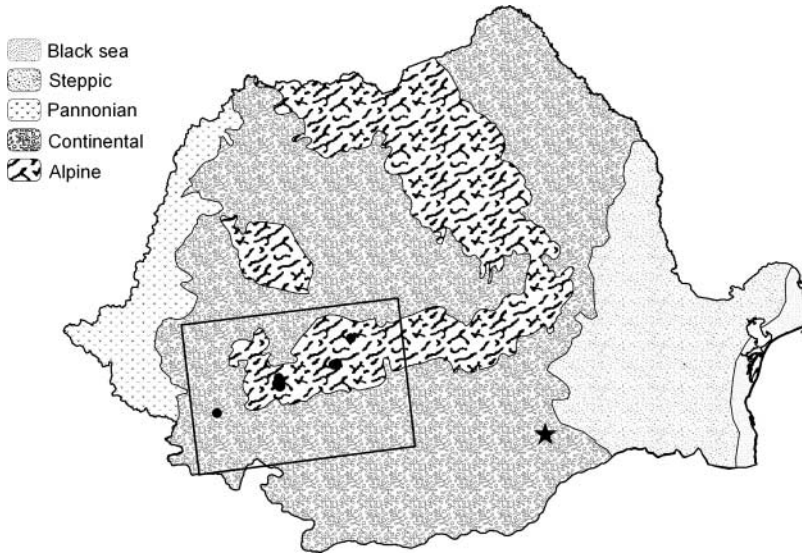 Black sea
Steppic
Pannonian
Continental
Alpine